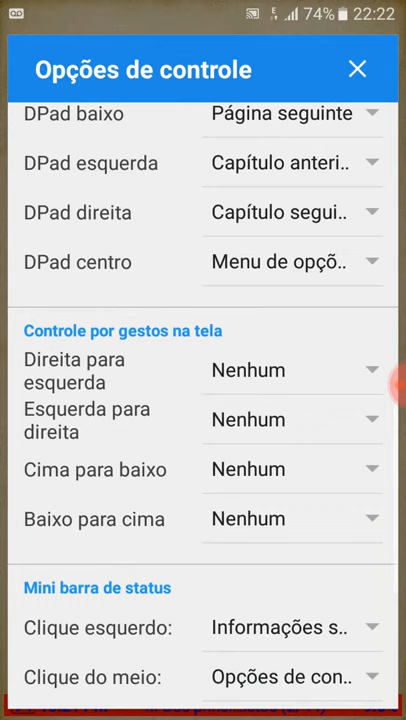 74% 22:22
Opções de controle
DPad baixo Página seguinte
DPad esquerda Capítulo anteri..
DPad direita Capítulo segui..
DPad centro Menu de opçõ..
Controle por gestos na tela
Direita para esquerda Nenhum
Esquerda para direita Nenhum
Cima para baixo Nenhum
Baixo para cima Nenhum
Mini barra de status
Clique esquerdo: Informações s..
Clique do meio: Opções de con..